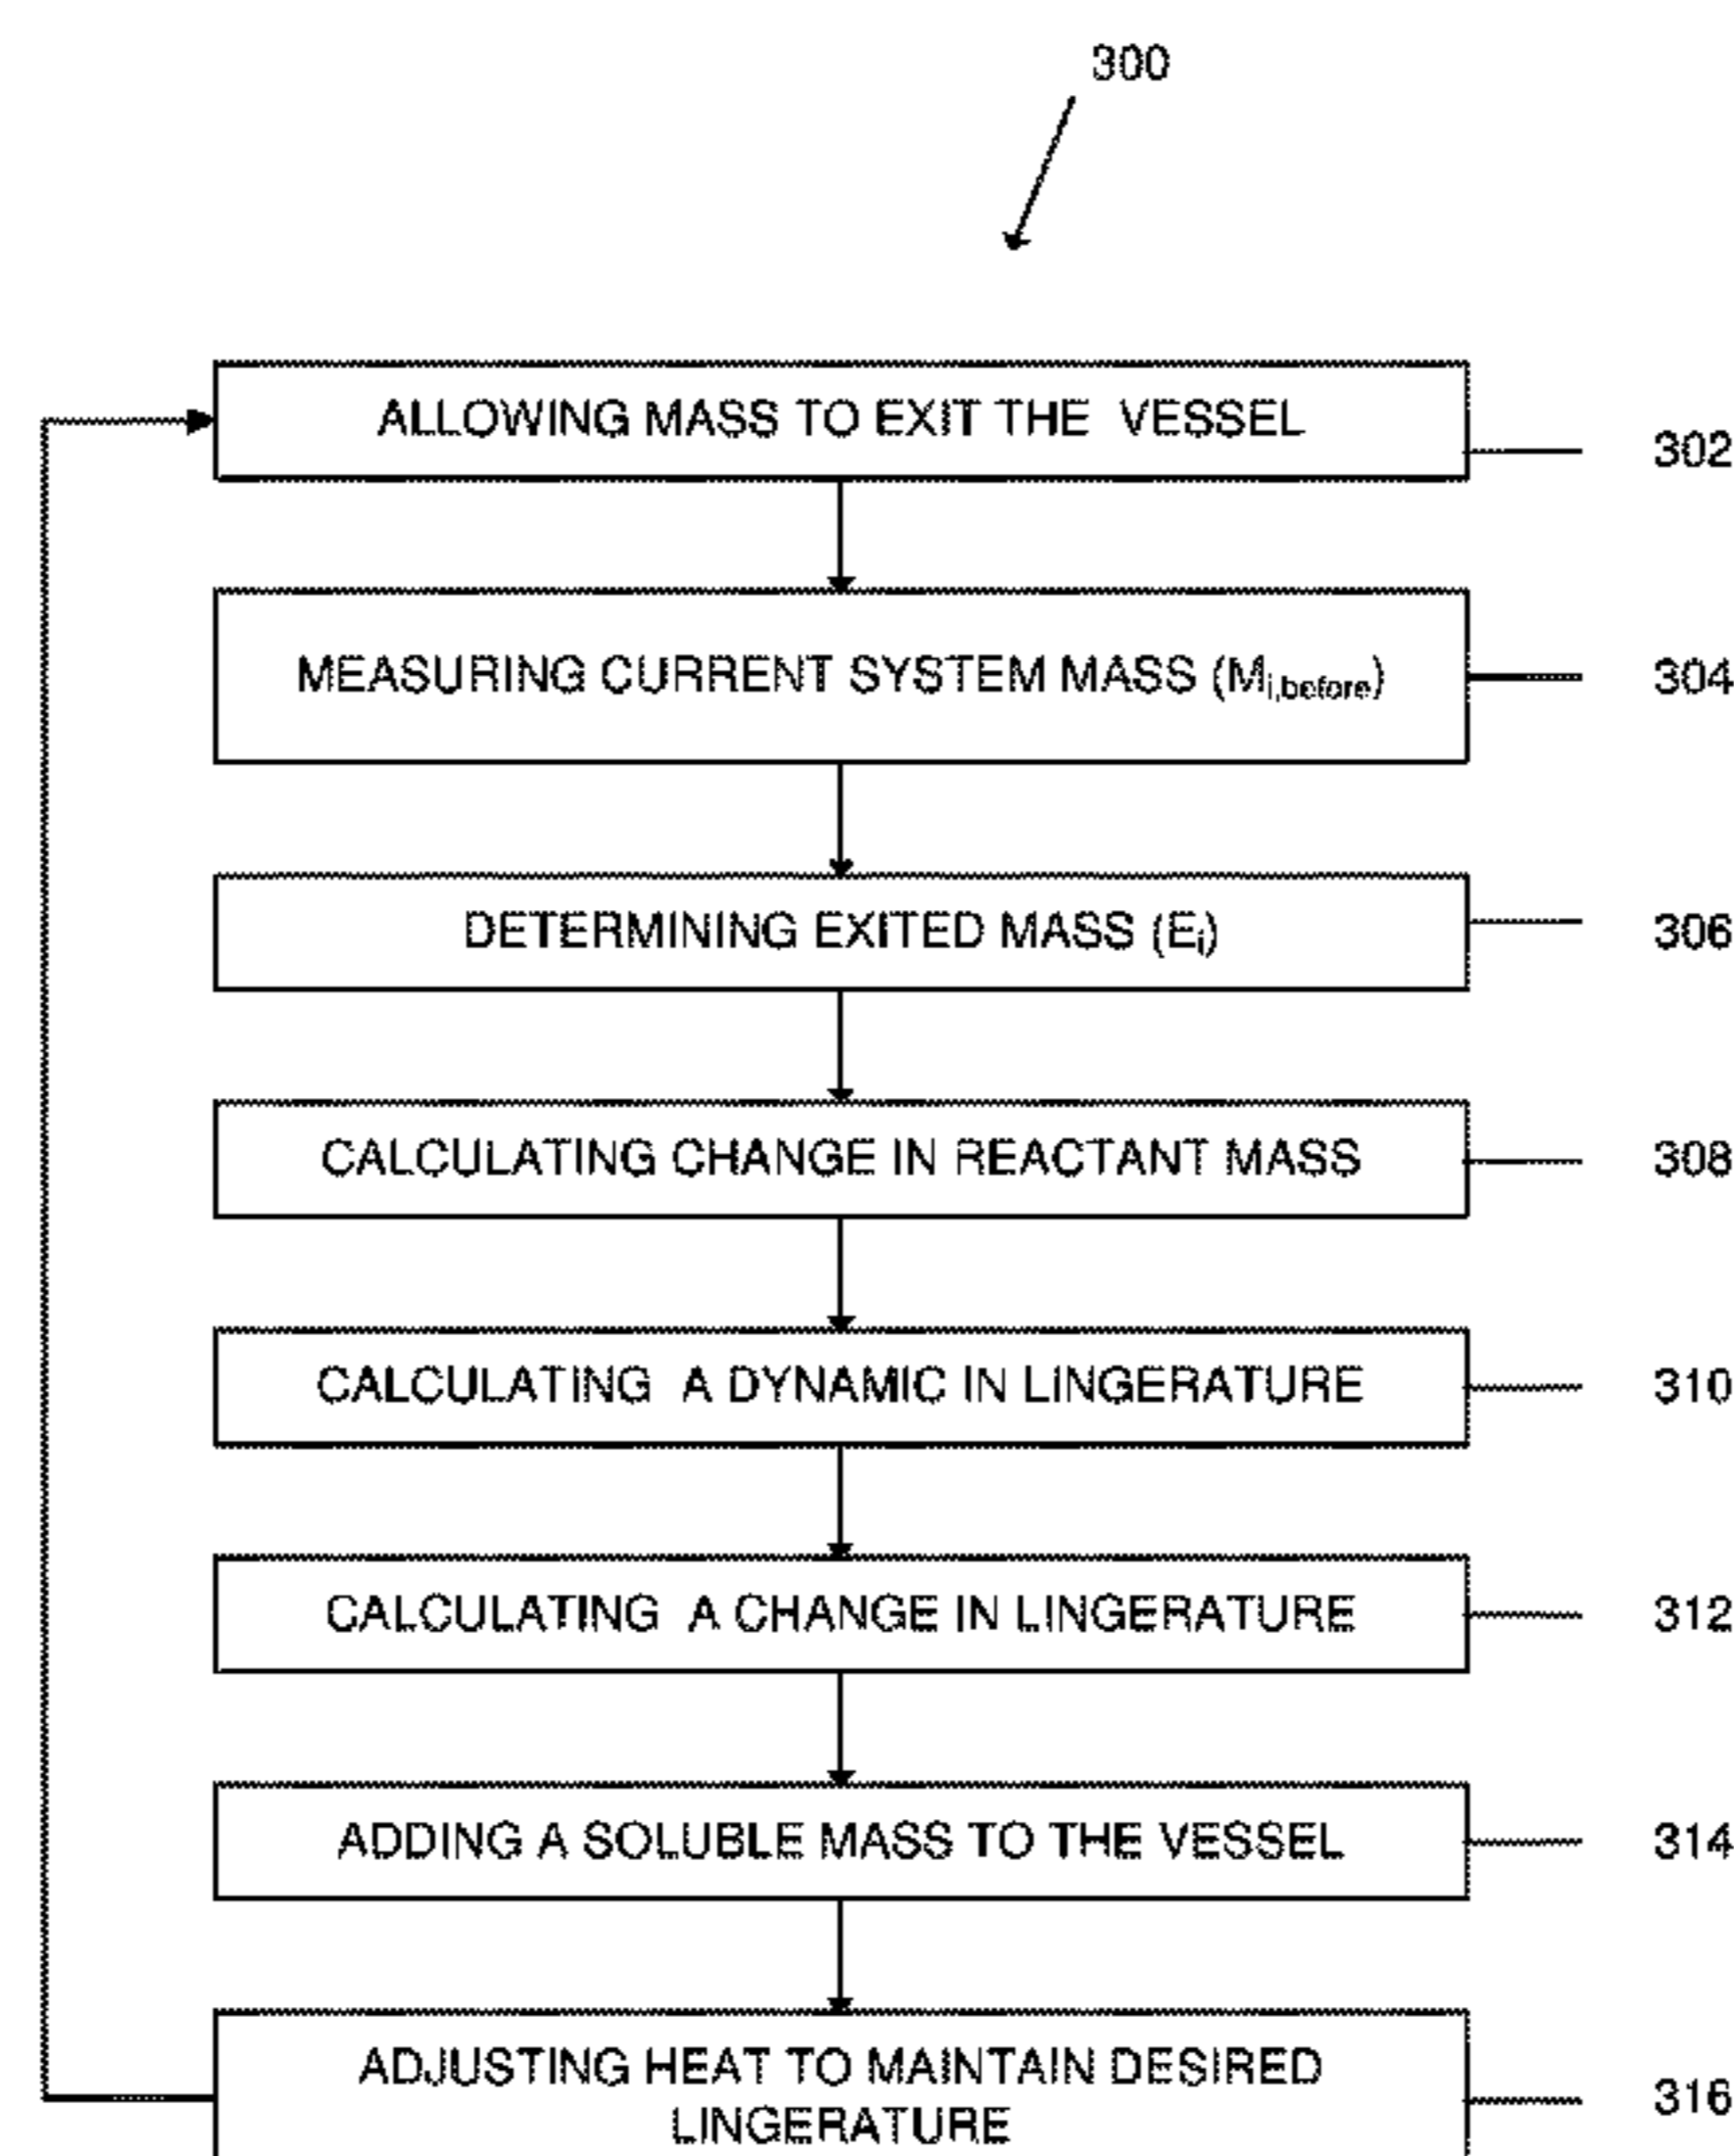 300
ALLOWING MASS TO EXIT THE VESSEL
302
MEASURING CURRENT SYSTEM MASS (Mi,before)
304
DETERMINING EXITED MASS (Ei)
306
CALCULATING CHANGE IN REACTANT MASS
308
CALCULATING A DYNAMIC IN LINGERATURE
310
CALCULATING A CHANGE IN LINGERATURE
312
ADDING A SOLUBLE MASS TO THE VESSEL
314
ADJUSTING HEAT TO MAINTAIN DESIRED
LINGERATURE
316